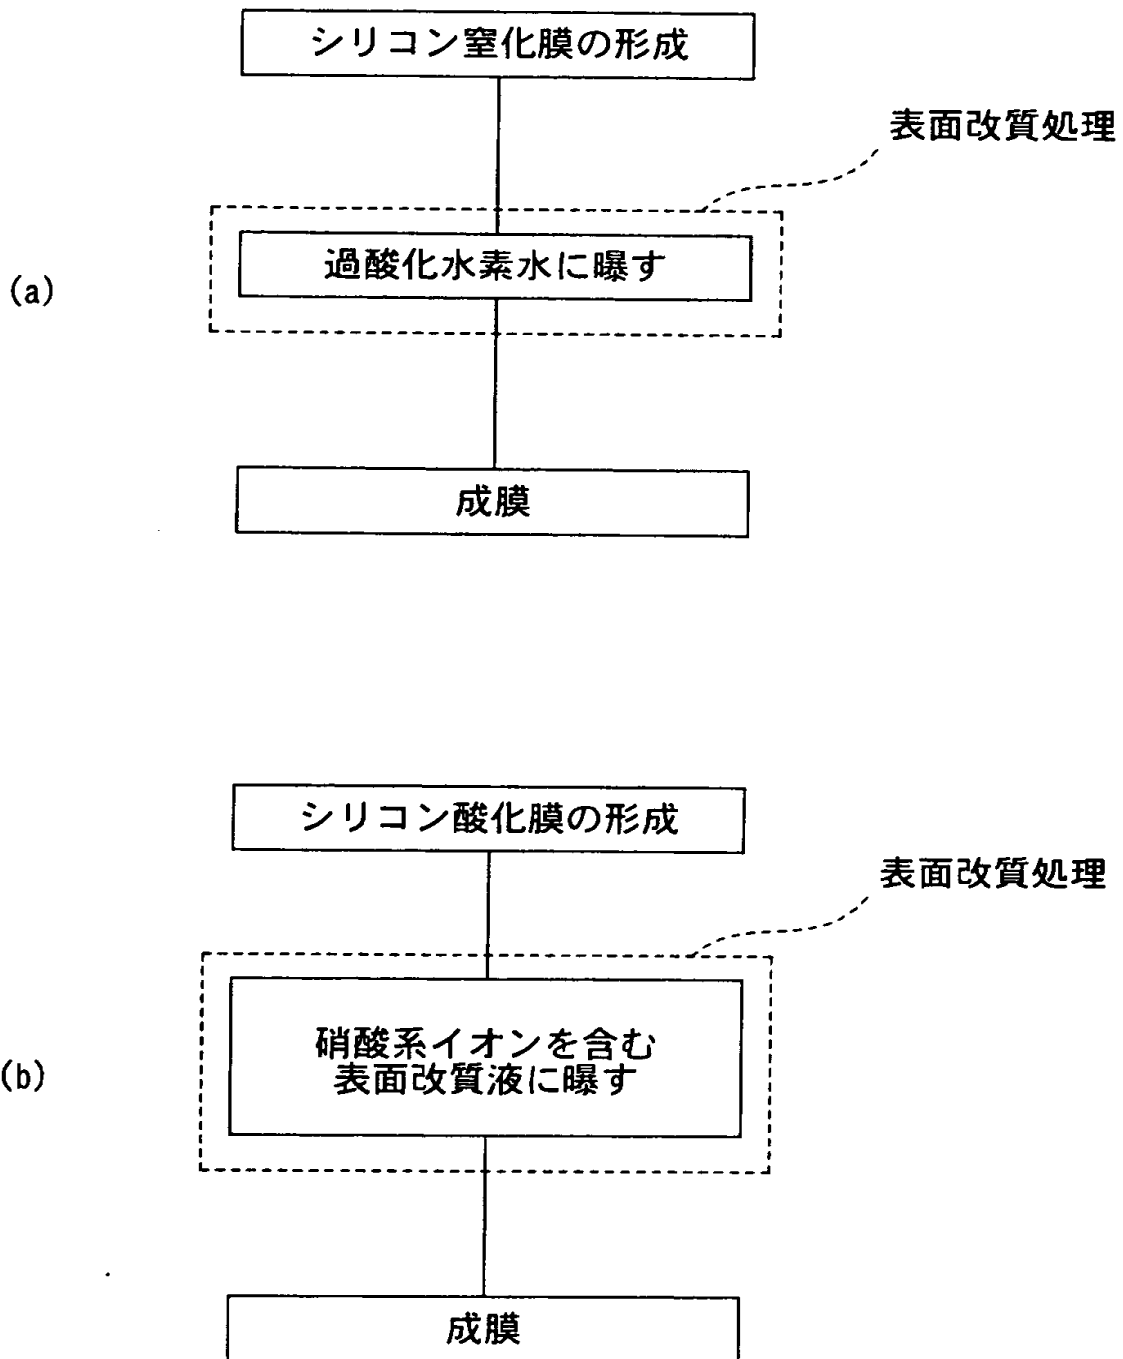 シリコン窒化膜の形成
表面改質処理
(a)
過酸化水素水に曝す
成膜
シリコン酸化膜の形成
表面改質処理
(b)
硝酸系イオンを含む
表面改質液に曝す
成膜